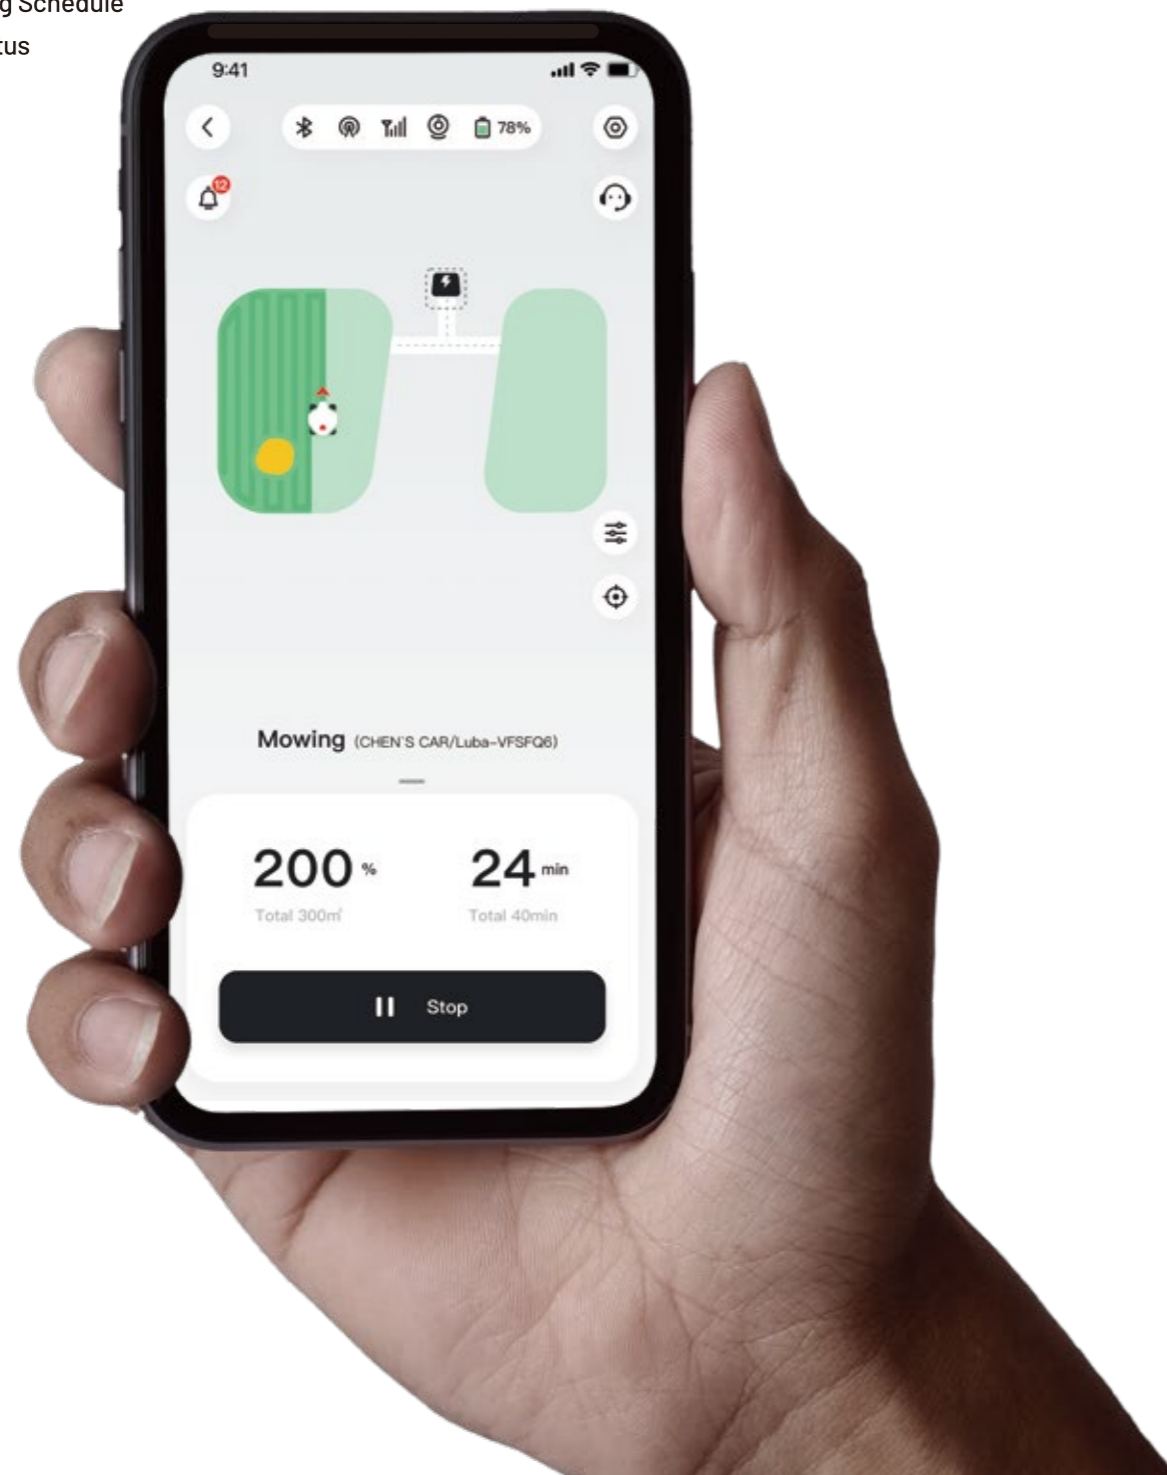 g Schedule
tus
9:41
78%
12
Mowing (CHEN'S CAR/Luba-VFSFQ6)
200 % 24 min
Total 300㎡ Total 40min
Stop